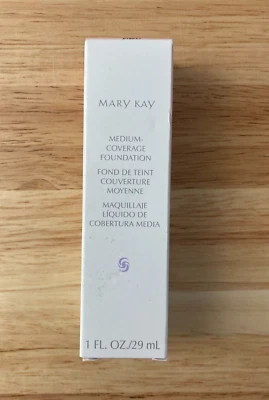 MARY KAY
MEDIUM-
COVERAGE
FOUNDATION
FOND DE TEINT
COUVERTURE
MOYENNE
MAQUILLAJE
LÍQUIDO DE
COBERTURA MEDIA
1 FL. OZ./29 mL